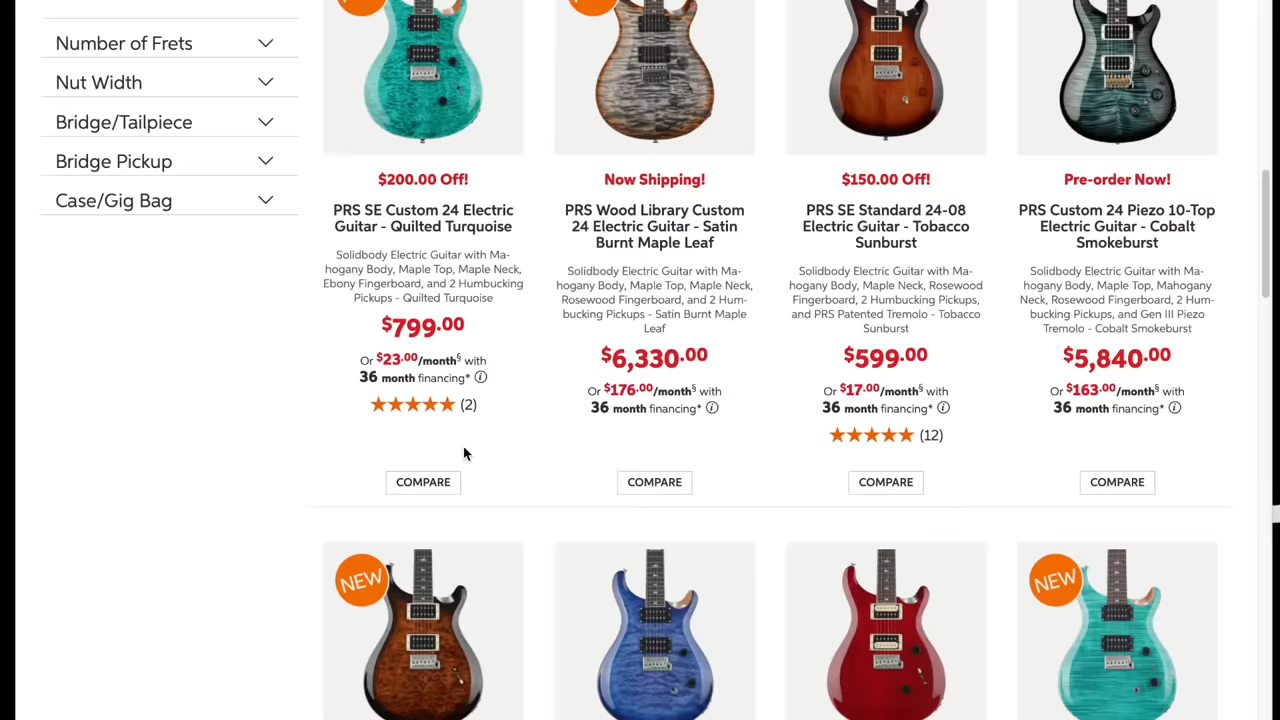 Number of Frets
Nut Width
Bridge/Tailpiece
Bridge Pickup
Case/Gig Bag
$200.00 Off!
PRS SE Custom 24 Electric
Guitar - Quilted Turquoise
Solidbody Electric Guitar with Ma-
hogany Body, Maple Top, Maple Neck,
Ebony Fingerboard, and 2 Humbucking
Pickups - Quilted Turquoise
$799.00
Or $23.00/month§ with
36 month financing*
(2)
COMPARE
Now Shipping!
PRS Wood Library Custom
24 Electric Guitar - Satin
Burnt Maple Leaf
Solidbody Electric Guitar with Ma-
hogany Body, Maple Top, Maple Neck,
Rosewood Fingerboard, and 2 Hum-
bucking Pickups - Satin Burnt Maple
Leaf
$6,330.00
Or $176.00/month§ with
36 month financing*
COMPARE
$150.00 Off!
PRS SE Standard 24-08
Electric Guitar - Tobacco
Sunburst
Solidbody Electric Guitar with Ma-
hogany Body, Maple Neck, Rosewood
Fingerboard, 2 Humbucking Pickups,
and PRS Patented Tremolo - Tobacco
Sunburst
$599.00
Or $17.00/month§ with
36 month financing*
(12)
COMPARE
Pre-order Now!
PRS Custom 24 Piezo 10-Top
Electric Guitar - Cobalt
Smokeburst
Solidbody Electric Guitar with Ma-
hogany Body, Maple Top, Mahogany
Neck, Rosewood Fingerboard, 2 Hum-
bucking Pickups, and Gen III Piezo
Tremolo - Cobalt Smokeburst
$5,840.00
Or $163.00/month§ with
36 month financing*
COMPARE
NEW
NEW